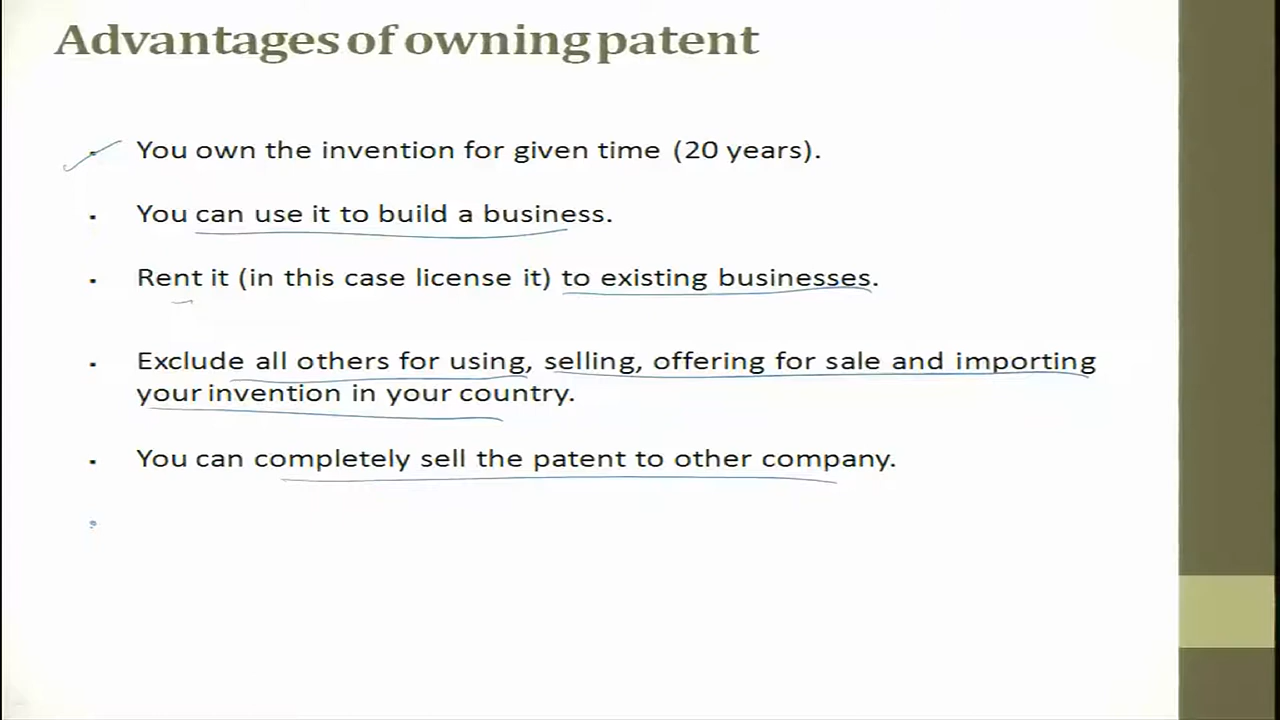 Advantages of owning patent
You own the invention for given time (20 years).
You can use it to build a business.
Rent it (in this case license it) to existing businesses.
Exclude all others for using, selling, offering for sale and importing
your invention in your country.
You can completely sell the patent to other company.